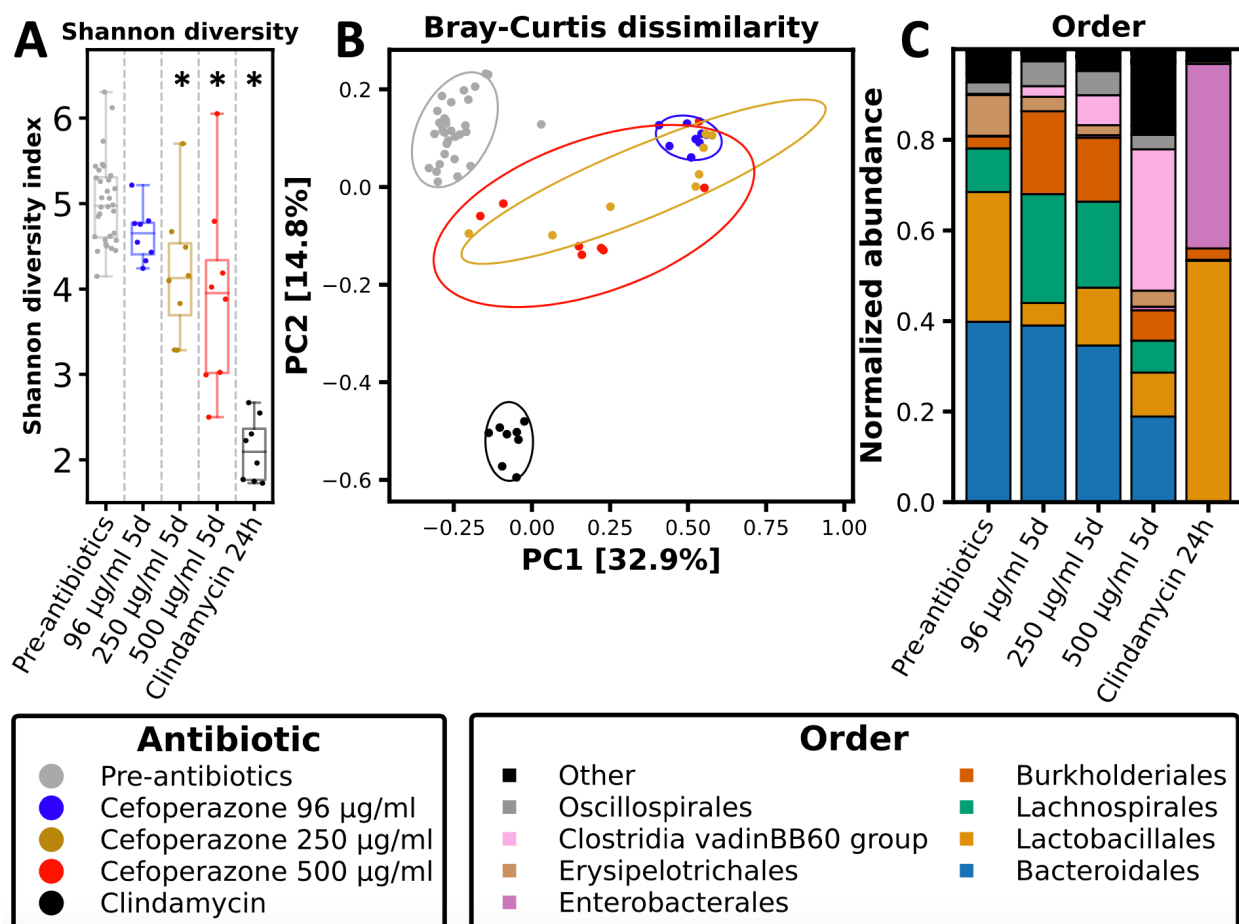 A
Shannon diversity
Shannon diversity index
6
5
4
3
2
* * *
Pre-antibiotics
96 µg/ml 5d
250 µg/ml 5d
500 µg/ml 5d
Clindamycin 24h
B
Bray-Curtis dissimilarity
PC2 [14.8%]
0.2
0.0
−0.2
−0.4
−0.6
−0.25 0.00 0.25 0.50 0.75 1.00
PC1 [32.9%]
C
Order
Normalized abundance
0.8
0.6
0.4
0.2
0.0
Pre-antibiotics
96 µg/ml 5d
250 µg/ml 5d
500 µg/ml 5d
Clindamycin 24h
Antibiotic
Pre-antibiotics
Cefoperazone 96 µg/ml
Cefoperazone 250 µg/ml
Cefoperazone 500 µg/ml
Clindamycin
Order
Other
Oscillospirales
Clostridia vadinBB60 group
Erysipelotrichales
Enterobacterales
Burkholderiales
Lachnospirales
Lactobacillales
Bacteroidales